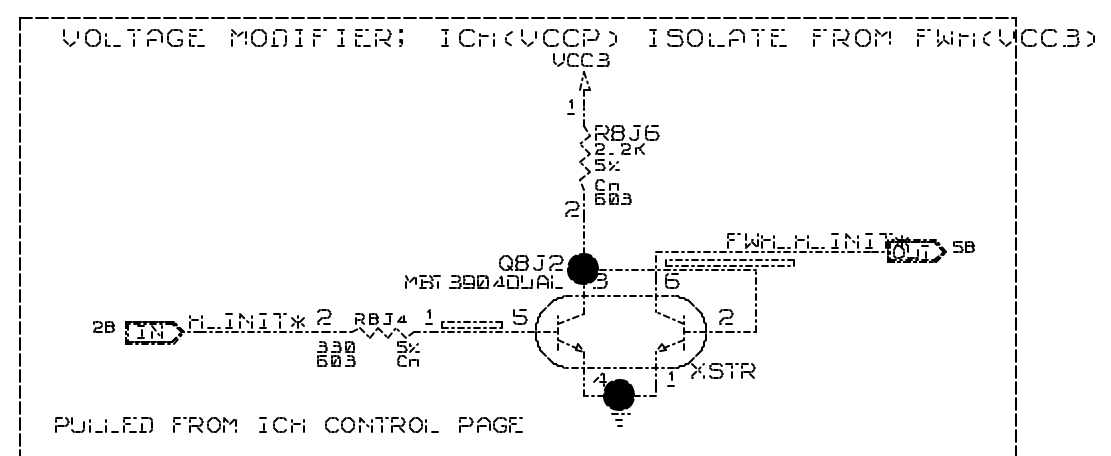 VOLTAGE MODIFIER; ICH(VCCP) ISOLATE FROM FWH(VCC3)
VCC3
1
R8J6
2.2K
5%
CH
603
2
FWH_H_INIT*
OUT
5B
Q8J2
MBT3904DUAL
3
6
2B
IN
H_INIT*
2
R8J4
1
5
2
330
5%
603
CH
4
1
XSTR
PULLED FROM ICH CONTROL PAGE